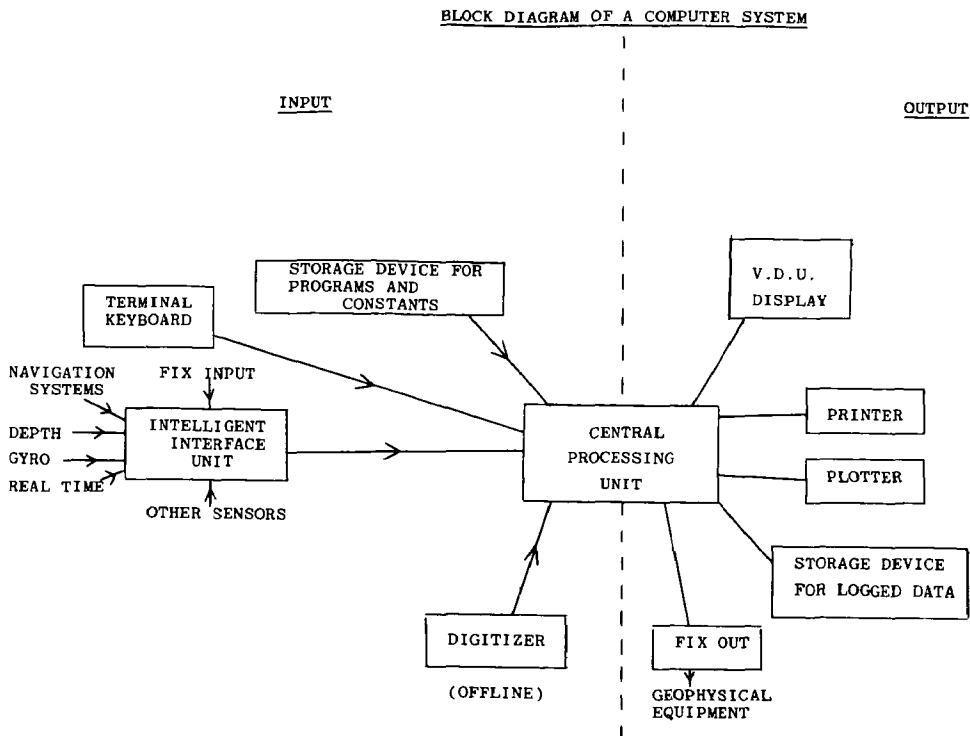 BLOCK DIAGRAM OF A COMPUTER SYSTEM
INPUT
OUTPUT
STORAGE DEVICE FOR
PROGRAMS AND
CONSTANTS
V.D.U.
DISPLAY
TERMINAL
KEYBOARD
NAVIGATION
SYSTEMS
FIX INPUT
DEPTH
GYRO
REAL TIME
INTELLIGENT
INTERFACE
UNIT
OTHER SENSORS
CENTRAL
PROCESSING
UNIT
PRINTER
PLOTTER
STORAGE DEVICE
FOR LOGGED DATA
DIGITIZER
(OFFLINE)
FIX OUT
GEOPHYSICAL
EQUIPMENT